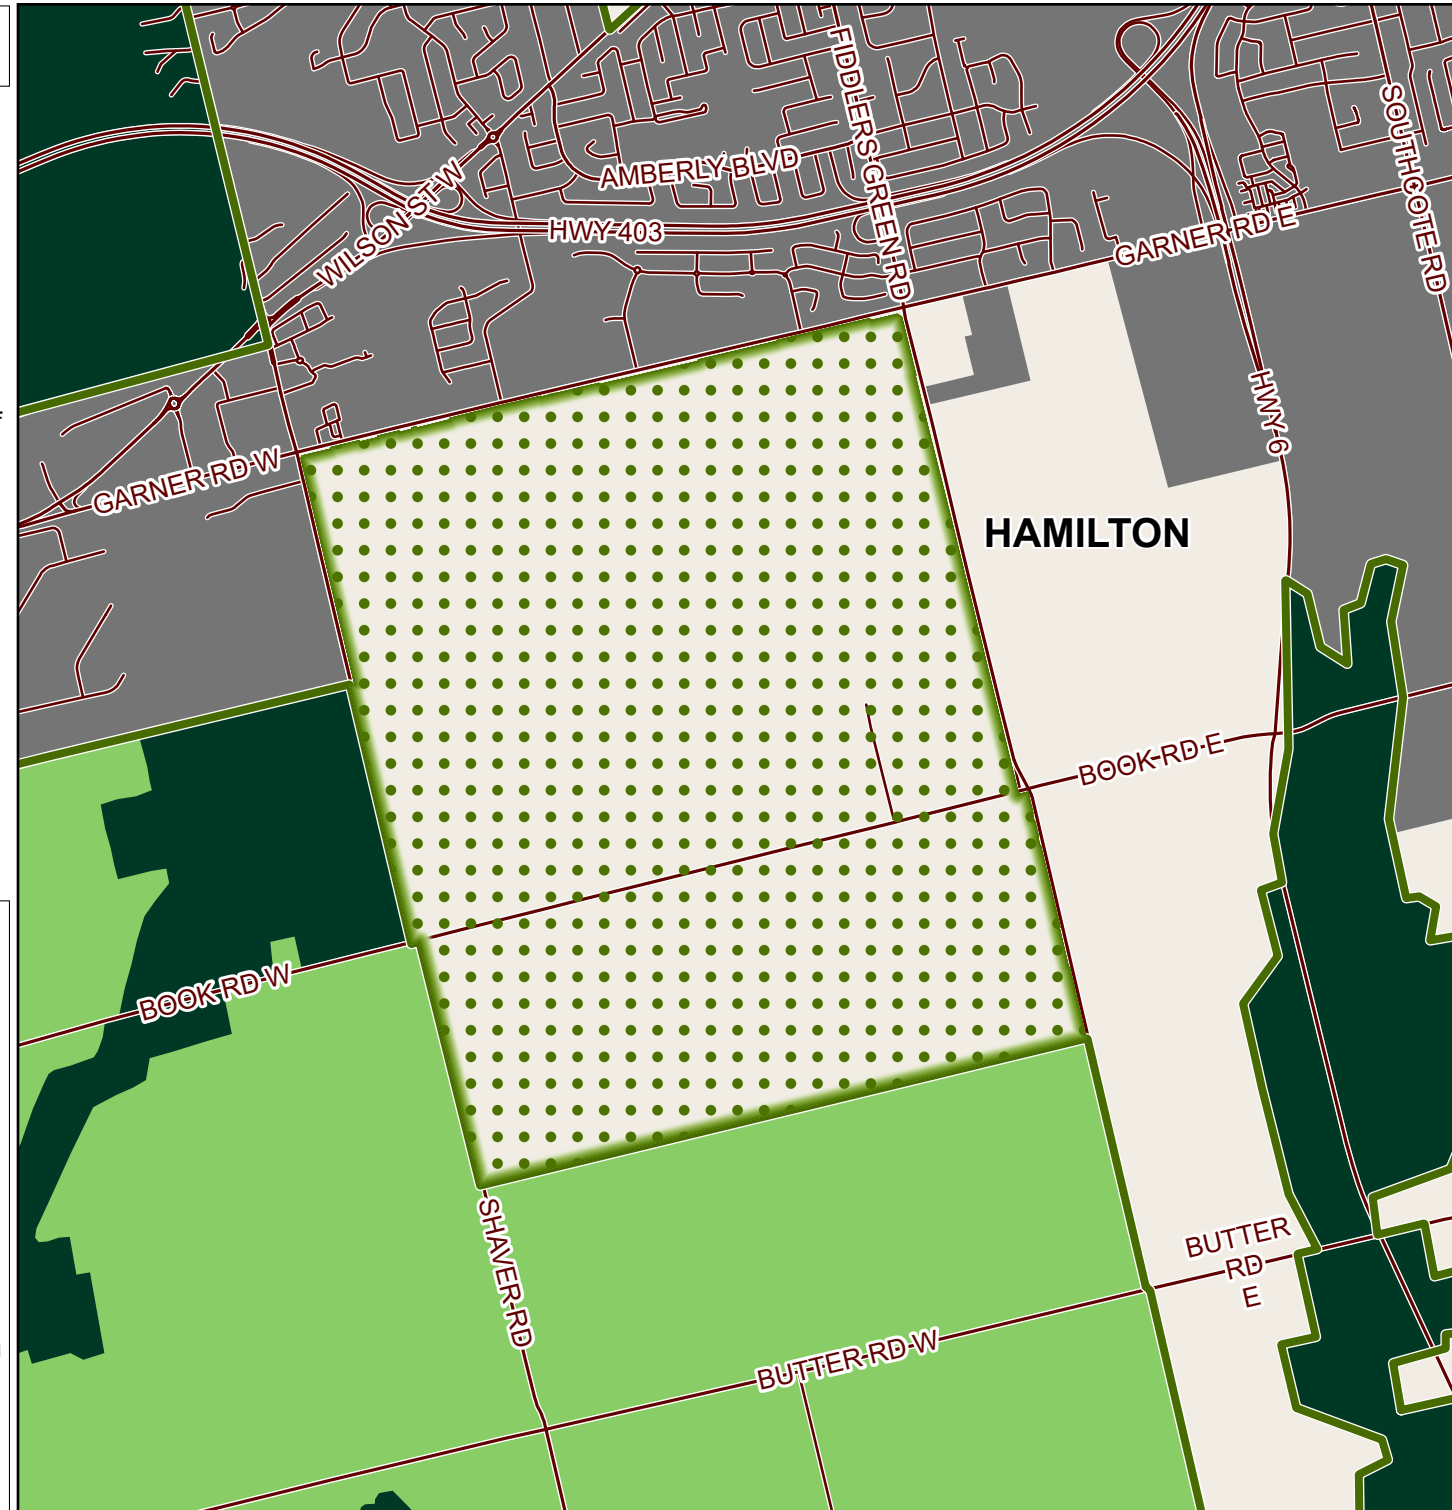 FIDDLERS GREEN RD
SOUTHCOTE RD
AMBERLY BLVD
WILSON ST W
HWY 403
GARNER RD E
HWY 6
GARNER RD W
HAMILTON
BOOK RD E
BOOK RD W
SHAVER RD
BUTTER
RD
E
BUTTER RD W